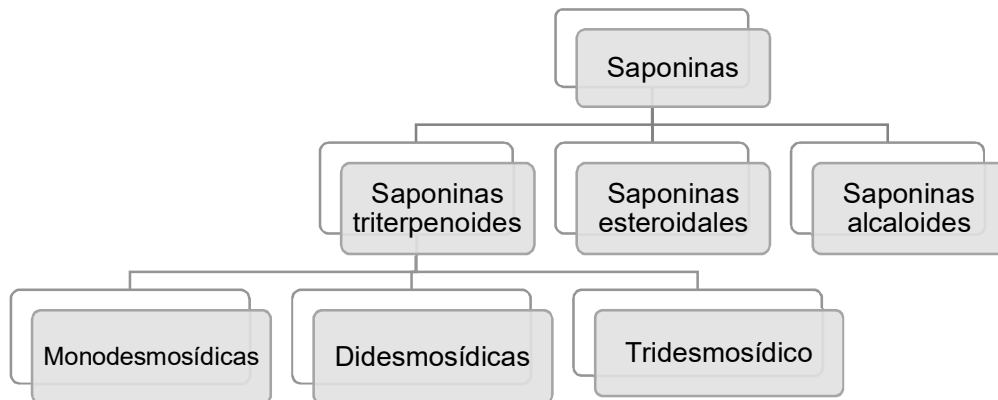 Saponinas
Saponinas
triterpenoides
Saponinas
esteroidales
Saponinas
alcaloides
Monodesmosídicas
Didesmosídicas
Tridesmosídico